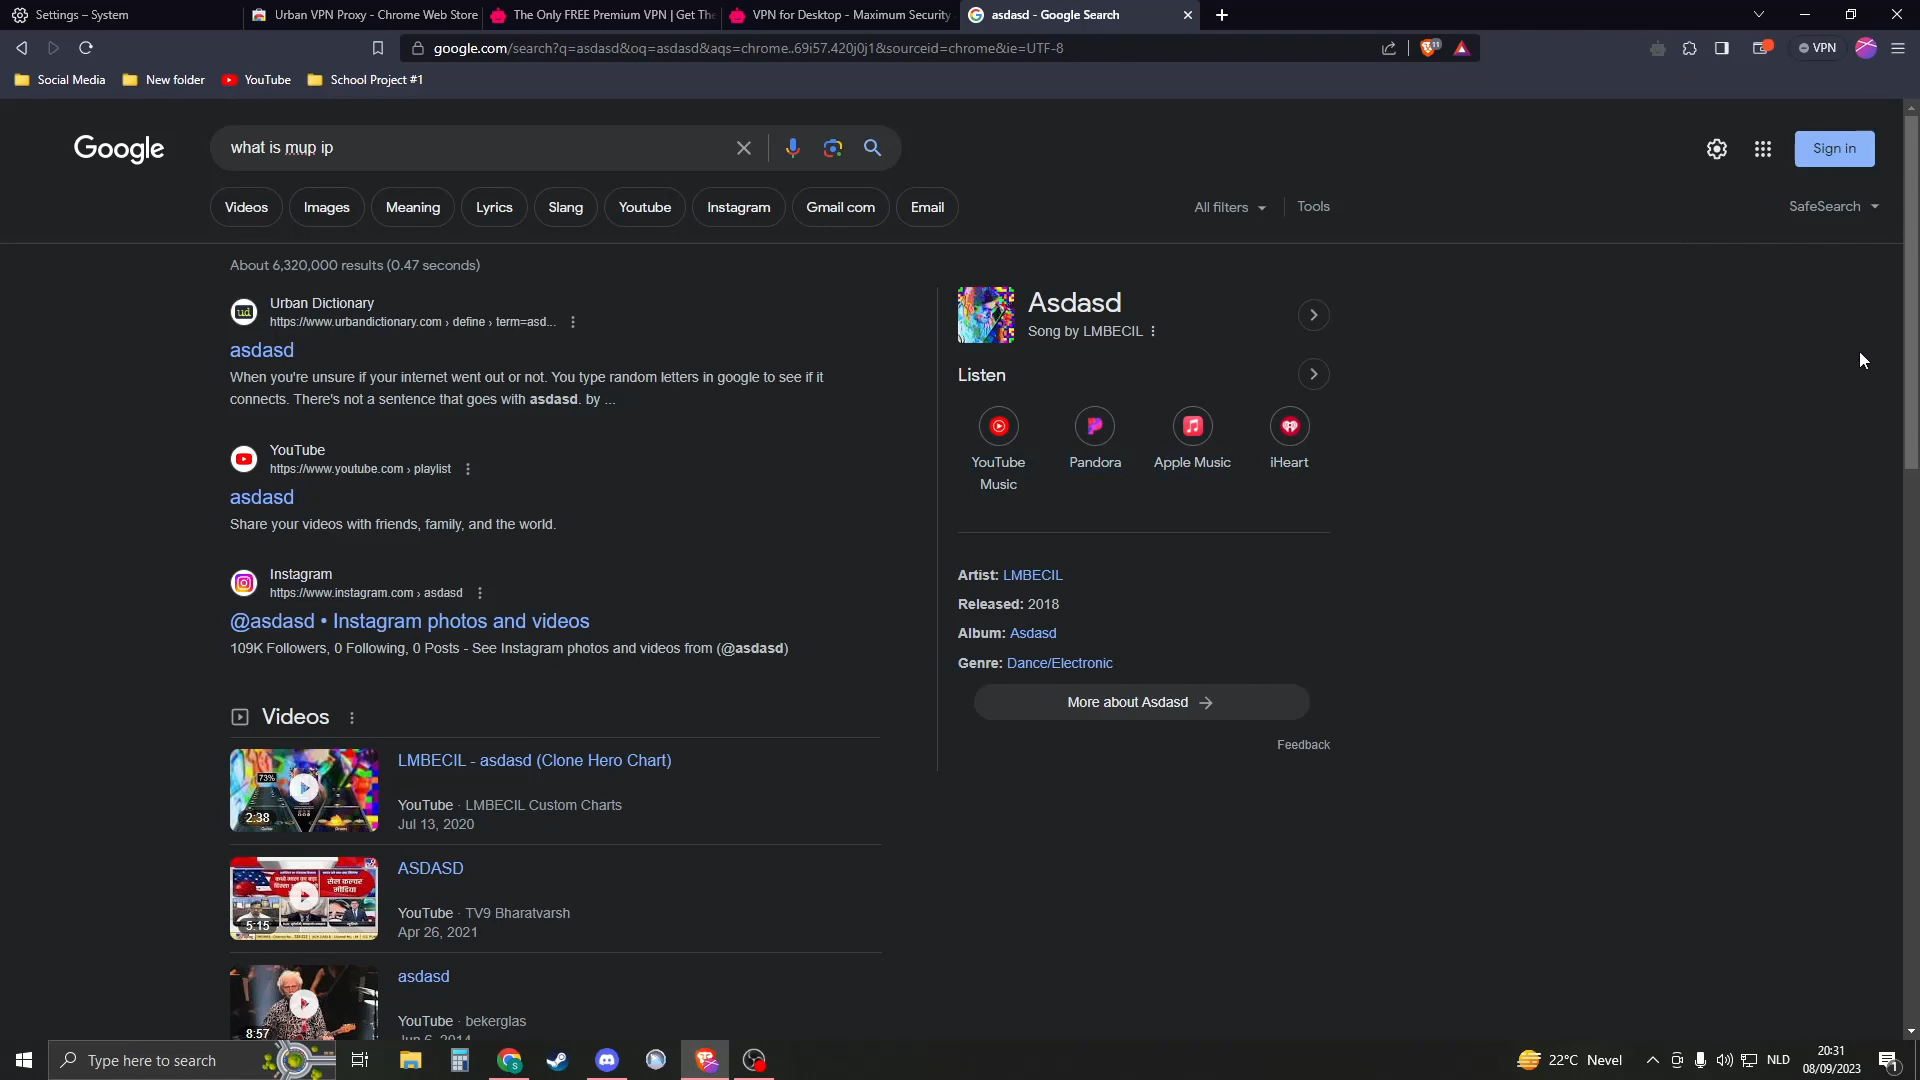 Settings – System
Urban VPN Proxy - Chrome Web Store
The Only FREE Premium VPN | Get The
VPN for Desktop - Maximum Security
asdasd - Google Search
google.com/search?q=asdasd&oq=asdasd&aqs=chrome..69i57.420j0j1&sourceid=chrome&ie=UTF-8
11
VPN
Social Media
New folder
YouTube
School Project #1
Google
what is mup ip
Sign in
Videos
Images
Meaning
Lyrics
Slang
Youtube
Instagram
Gmail com
Email
All filters
Tools
SafeSearch
About 6,320,000 results (0.47 seconds)
ud
Urban Dictionary
https://www.urbandictionary.com › define › term=asd...
asdasd
When you're unsure if your internet went out or not. You type random letters in google to see if it
connects. There's not a sentence that goes with asdasd. by ...
YouTube
https://www.youtube.com › playlist
asdasd
Share your videos with friends, family, and the world.
Instagram
https://www.instagram.com › asdasd
@asdasd • Instagram photos and videos
109K Followers, 0 Following, 0 Posts - See Instagram photos and videos from (@asdasd)
Videos
73%
2:38
LMBECIL - asdasd (Clone Hero Chart)
YouTube · LMBECIL Custom Charts
Jul 13, 2020
5:15
ASDASD
YouTube · TV9 Bharatvarsh
Apr 26, 2021
8:57
asdasd
YouTube · bekerglas
Jun 6, 2014
Asdasd
Song by LMBECIL
Listen
YouTube
Music
Pandora
Apple Music
iHeart
Artist: LMBECIL
Released: 2018
Album: Asdasd
Genre: Dance/Electronic
More about Asdasd
Feedback
Type here to search
22°C Nevel
NLD
20:31
08/09/2023
1